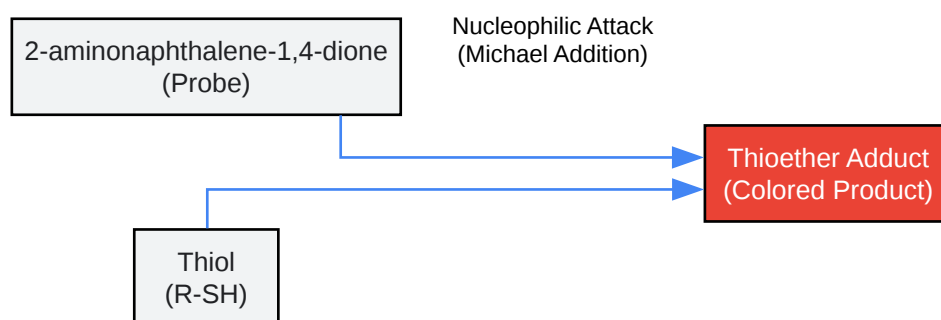 2-aminonaphthalene-1,4-dione
(Probe)
Nucleophilic Attack
(Michael Addition)
Thioether Adduct
(Colored Product)
Thiol
(R-SH)